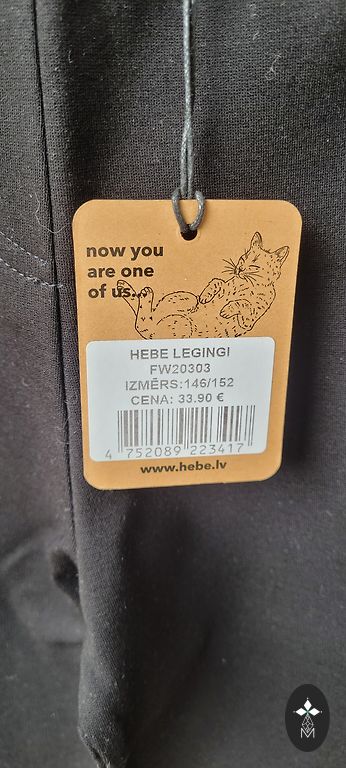 now you
are one
of us...
HEBE LEGINGI
FW20303
IZMĒRS:146/152
CENA: 33.90 €
4 752089 223417
www.hebe.lv
M